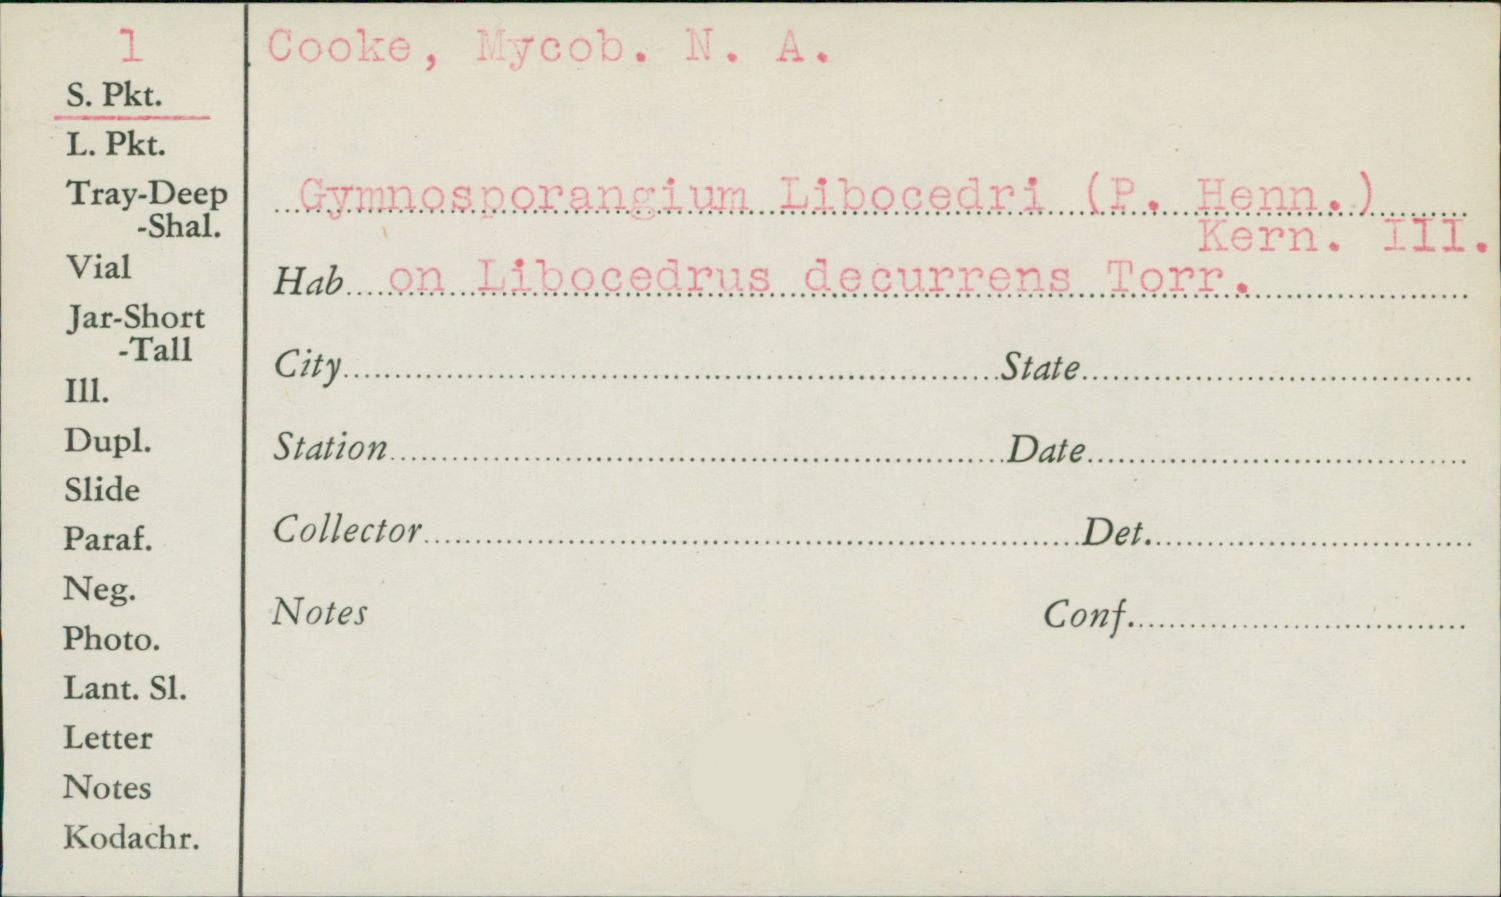 1
S. Pkt.
L. Pkt.
Tray-Deep
-Shal.
Vial
Jar-Short
-Tall
Ill.
Dupl.
Slide
Paraf.
Neg.
Photo.
Lant. Sl.
Letter
Notes
Kodachr.
Cooke, Mycob. N. A.
Gymnosporangium Libocedri (P. Henn.)
Kern. III.
Hab. on Libocedrus decurrens Torr.
City State
Station Date
Collector Det.
Notes Conf.